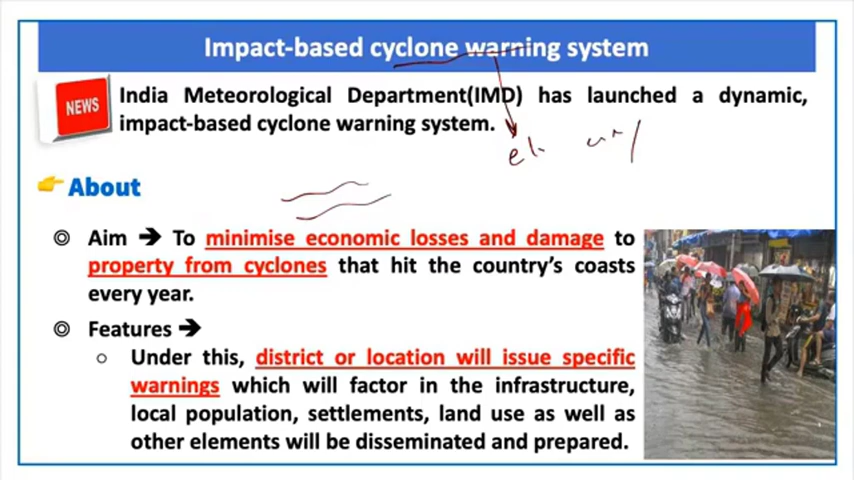 Impact-based cyclone warning system
NEWS
India Meteorological Department(IMD) has launched a dynamic,
impact-based cyclone warning system.
About
Aim ➔ To minimise economic losses and damage to
property from cyclones that hit the country's coasts
every year.
Features ➔
Under this, district or location will issue specific
warnings which will factor in the infrastructure,
local population, settlements, land use as well as
other elements will be disseminated and prepared.